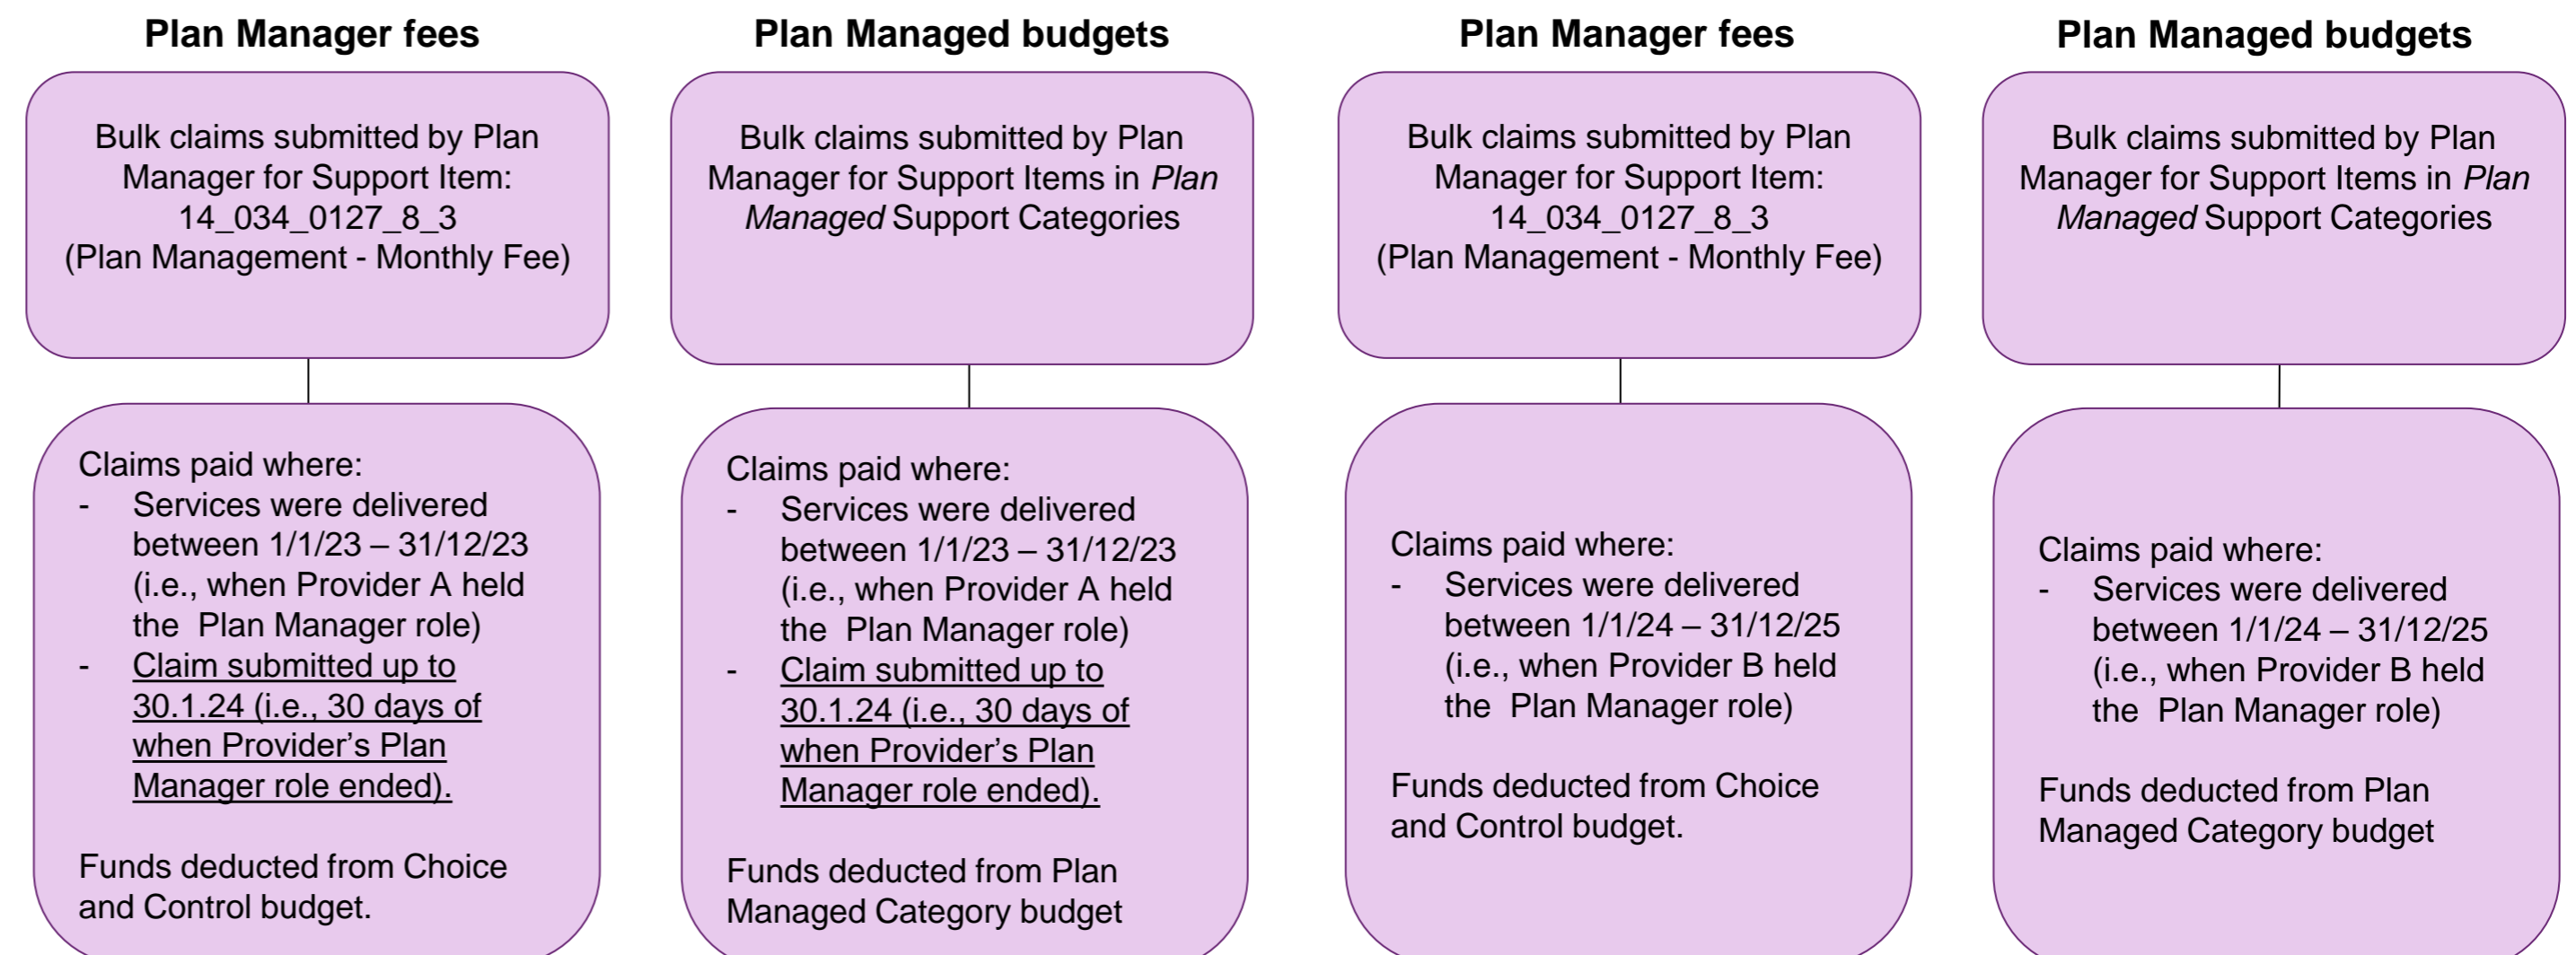 Plan Manager fees
Bulk claims submitted by Plan
Manager for Support Item:
14_034_0127_8_3
(Plan Management - Monthly Fee)
Claims paid where:
- Services were delivered
between 1/1/23 – 31/12/23
(i.e., when Provider A held
the  Plan Manager role)
- Claim submitted up to
30.1.24 (i.e., 30 days of
when Provider’s Plan
Manager role ended).
Funds deducted from Choice
and Control budget.
Plan Managed budgets
Bulk claims submitted by Plan
Manager for Support Items in Plan
Managed Support Categories
Claims paid where:
- Services were delivered
between 1/1/23 – 31/12/23
(i.e., when Provider A held
the  Plan Manager role)
- Claim submitted up to
30.1.24 (i.e., 30 days of
when Provider’s Plan
Manager role ended).
Funds deducted from Plan
Managed Category budget
Plan Manager fees
Bulk claims submitted by Plan
Manager for Support Item:
14_034_0127_8_3
(Plan Management - Monthly Fee)
Claims paid where:
- Services were delivered
between 1/1/24 – 31/12/25
(i.e., when Provider B held
the  Plan Manager role)
Funds deducted from Choice
and Control budget.
Plan Managed budgets
Bulk claims submitted by Plan
Manager for Support Items in Plan
Managed Support Categories
Claims paid where:
- Services were delivered
between 1/1/24 – 31/12/25
(i.e., when Provider B held
the  Plan Manager role)
Funds deducted from Plan
Managed Category budget